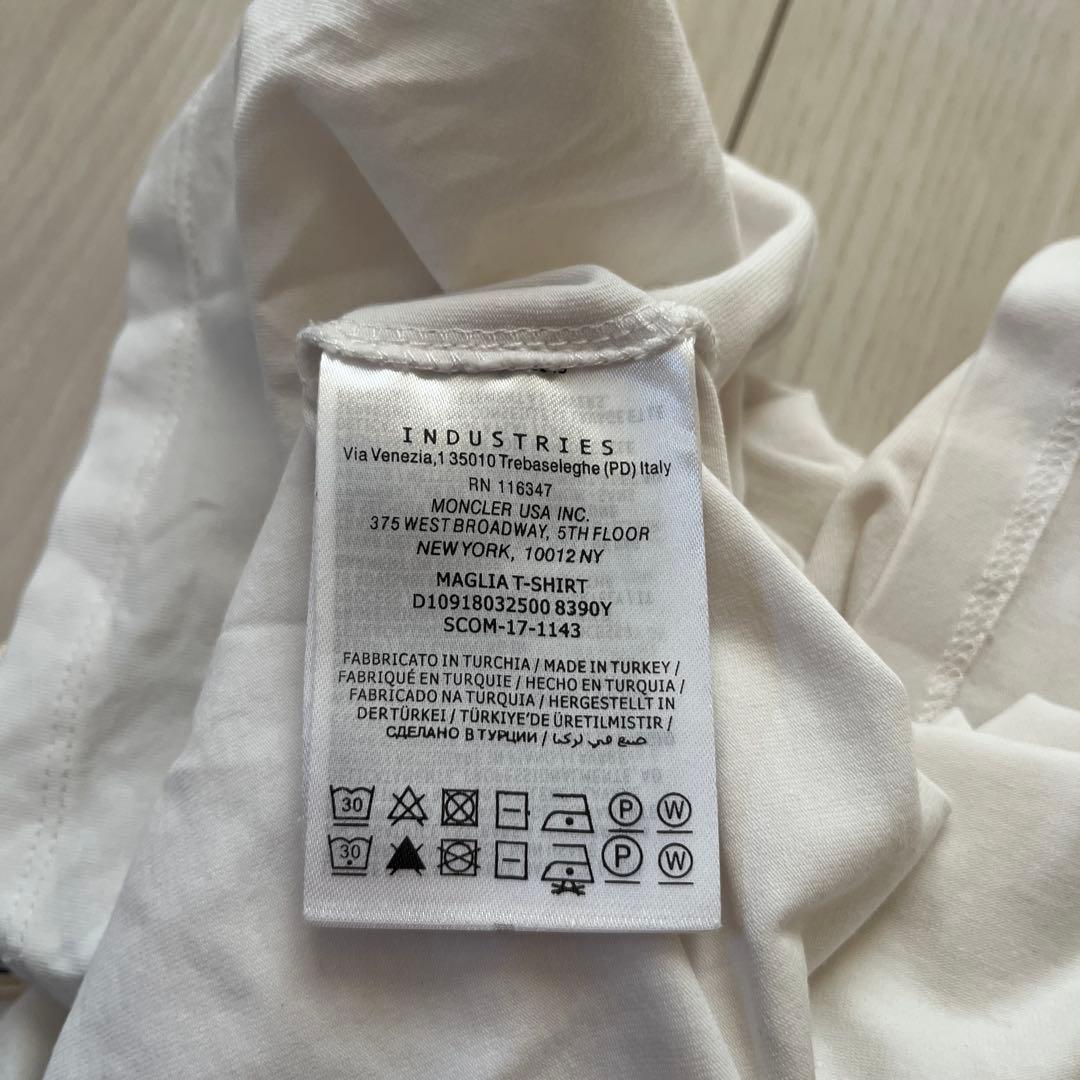 INDUSTRIES
Via Venezia,1 35010 Trebaseleghe (PD) Italy
RN 116347
MONCLER USA INC.
375 WEST BROADWAY, 5TH FLOOR
NEW YORK, 10012 NY
MAGLIA T-SHIRT
D10918032500 8390Y
SCOM-17-1143
FABBRICATO IN TURCHIA / MADE IN TURKEY /
FABRIQUÉ EN TURQUIE / HECHO EN TURQUIA /
FABRICADO NA TURQUIA / HERGESTELLT IN
DER TÜRKEI / TÜRKIYE'DE ÜRETILMISTIR /
СДЕЛАНО В ТУРЦИИ / صنع في تركيا
30 P W
30 P W